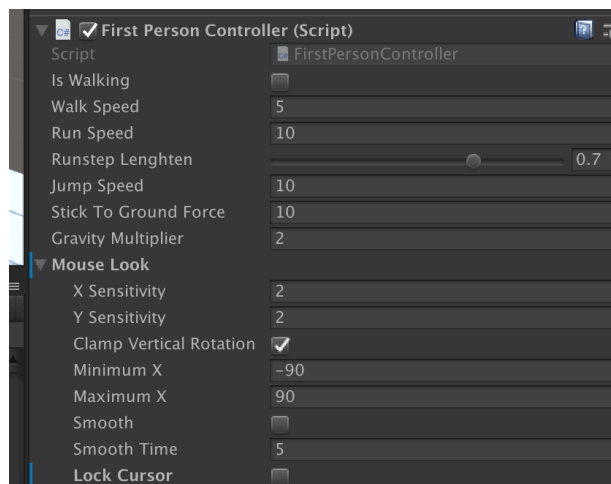 C# First Person Controller (Script)
Script FirstPersonController
Is Walking
Walk Speed 5
Run Speed 10
Runstep Lenghten 0.7
Jump Speed 10
Stick To Ground Force 10
Gravity Multiplier 2
Mouse Look
X Sensitivity 2
Y Sensitivity 2
Clamp Vertical Rotation
Minimum X -90
Maximum X 90
Smooth
Smooth Time 5
Lock Cursor